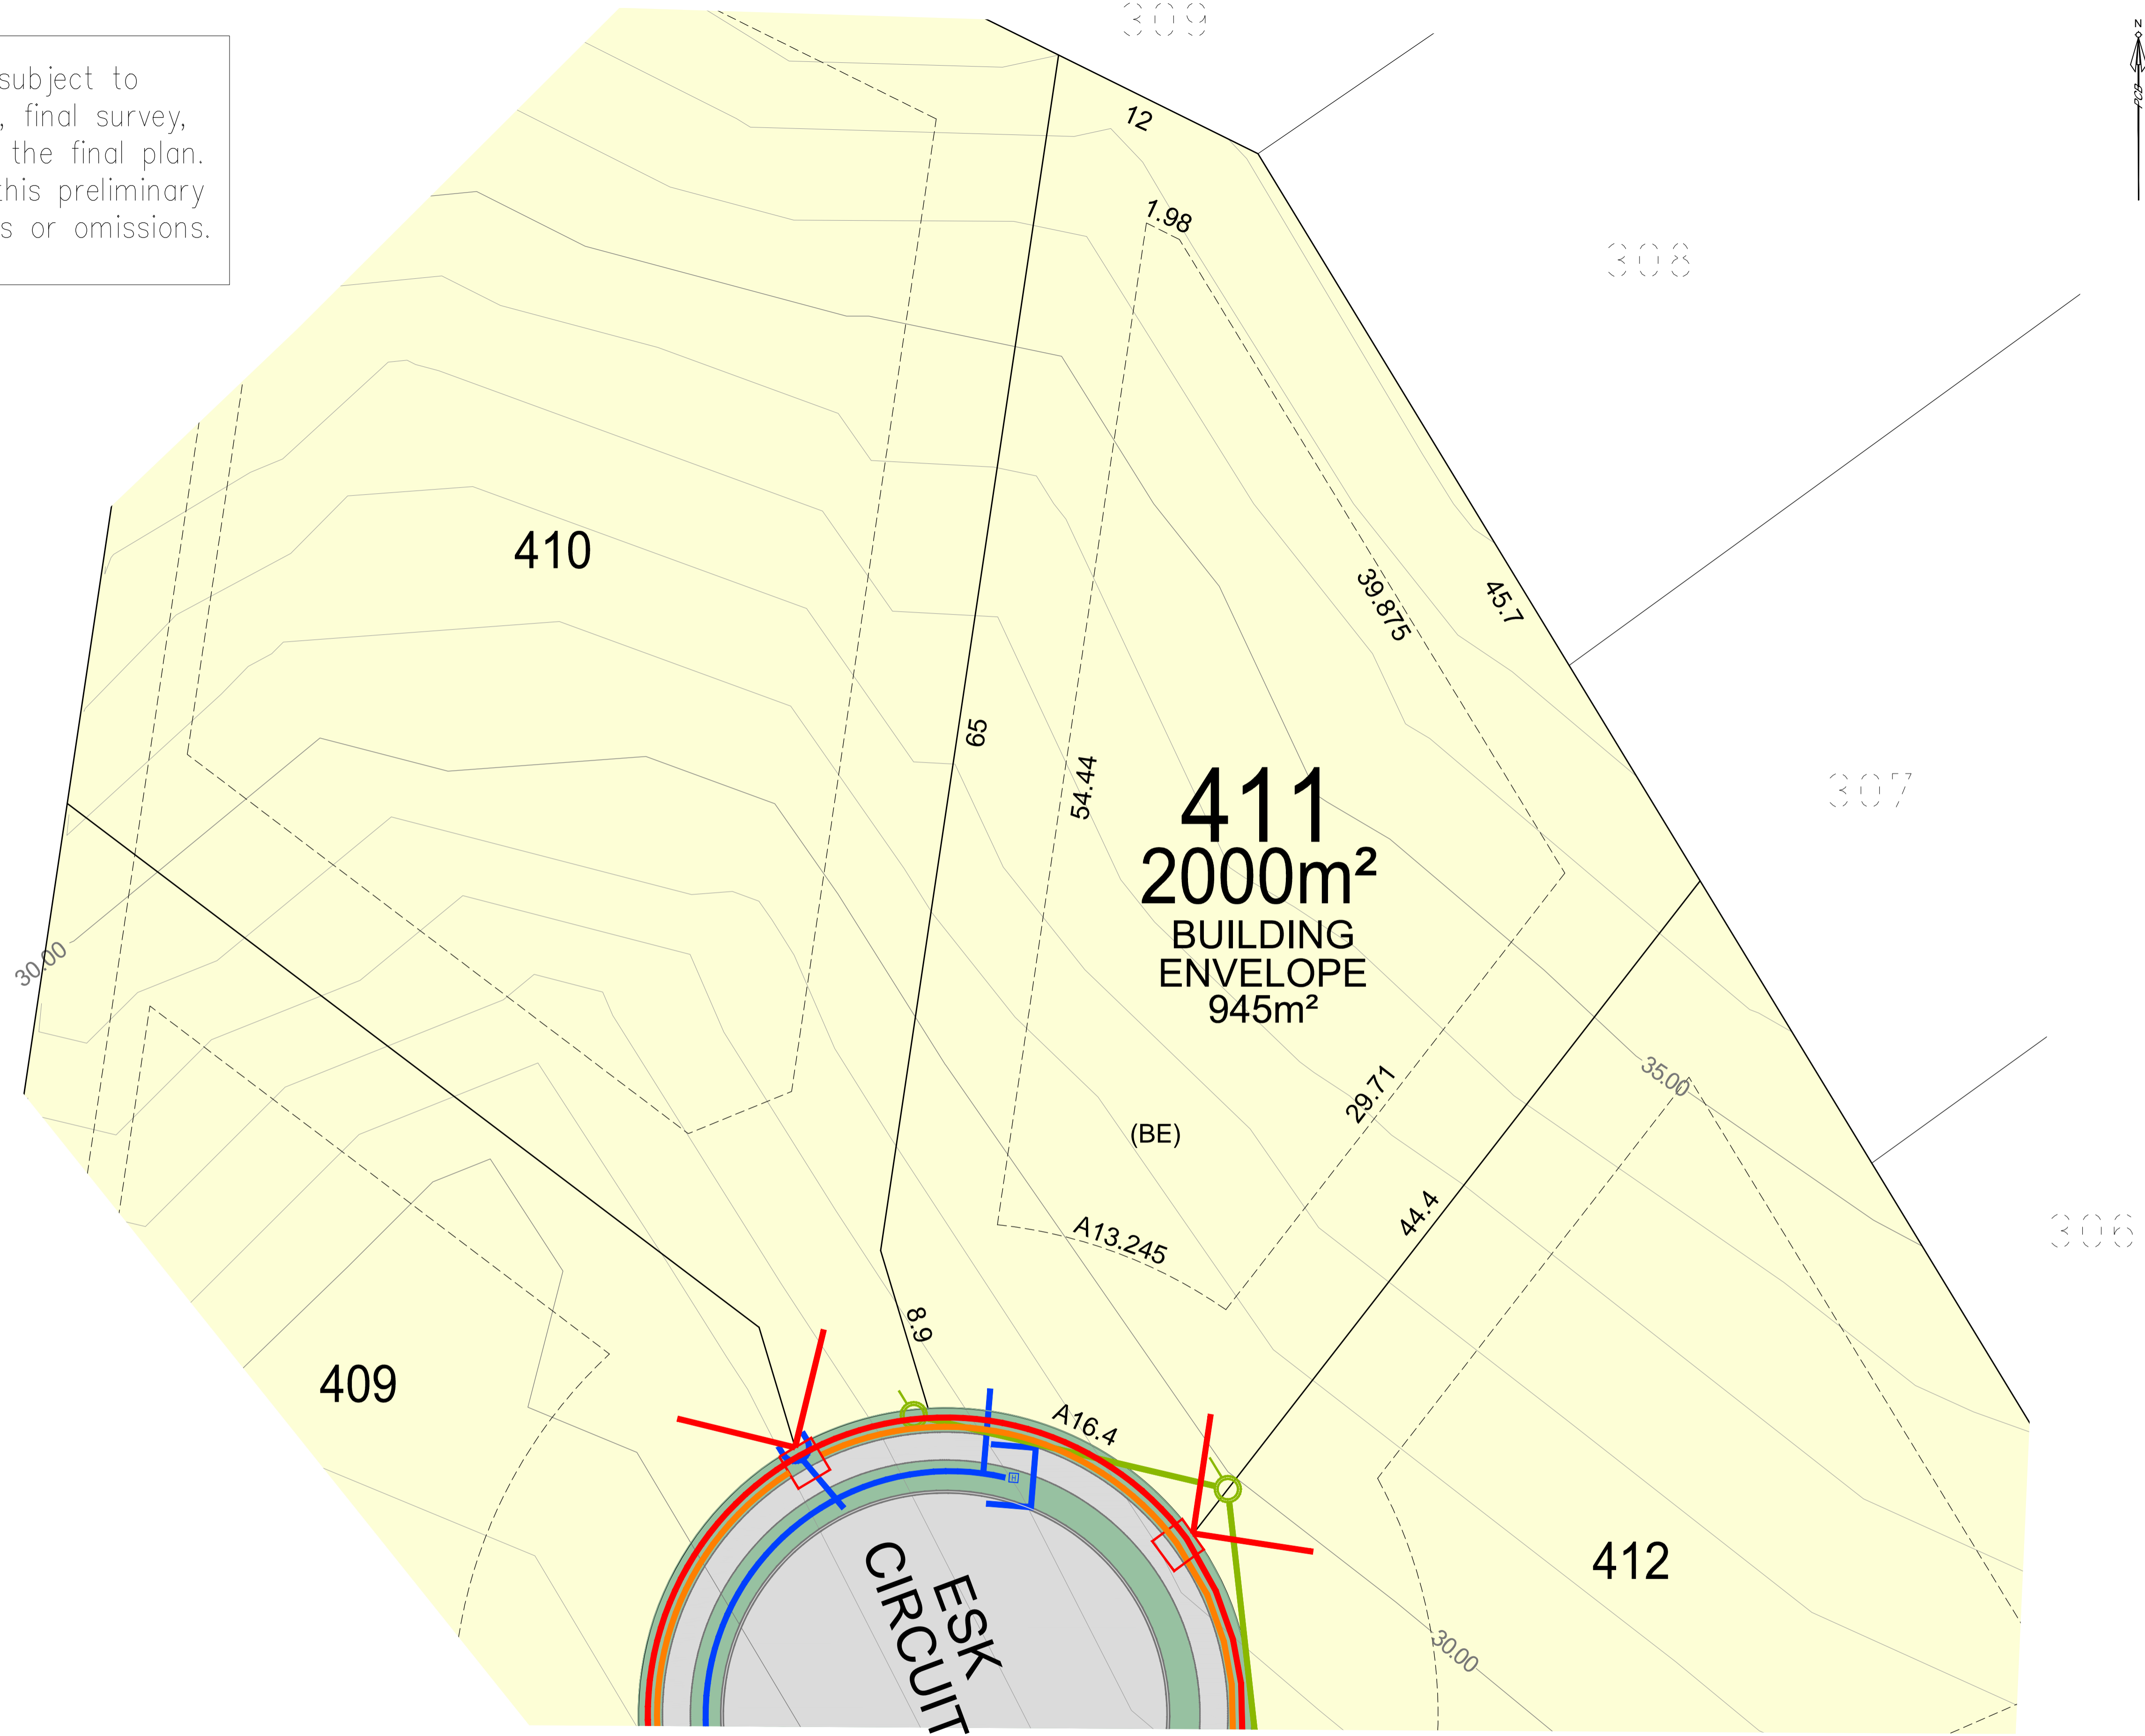 subject to
, final survey,
the final plan.
this preliminary
s or omissions.
309
N
12
1.98
308
410
39.875
45.7
65
54.44
307
411
2000m²
BUILDING
ENVELOPE
945m²
30.00
35.00
29.71
(BE)
44.4
306
A13.245
8.9
409
A16.4
H
412
ESK
CIRCUIT
30.00